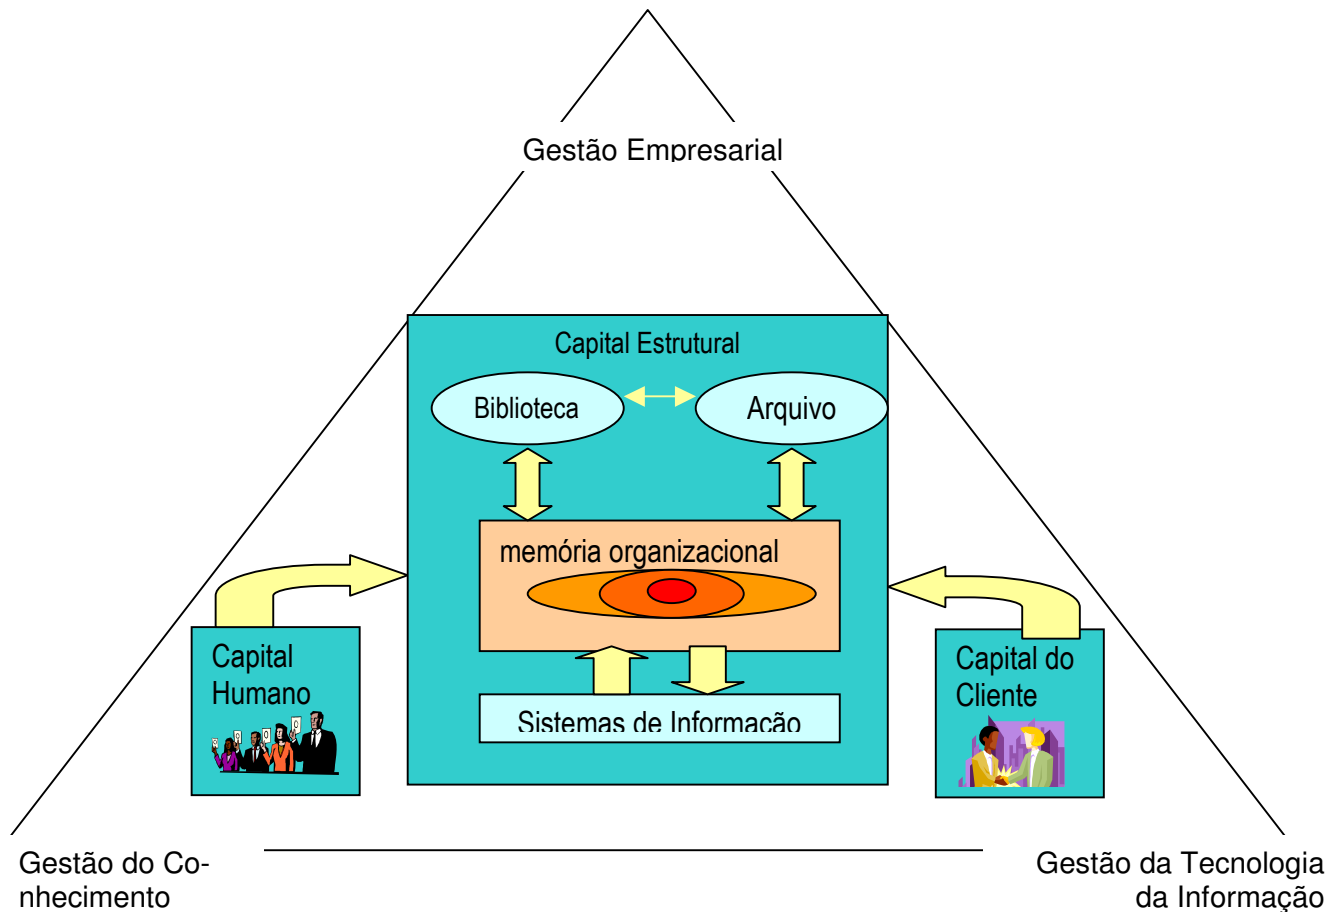 Gestão Empresarial
Capital Estrutural
Biblioteca
Arquivo
memória organizacional
Capital
Humano
Capital do
Cliente
Sistemas de Informação
Gestão do Co-
nhecimento
Gestão da Tecnologia
da Informação